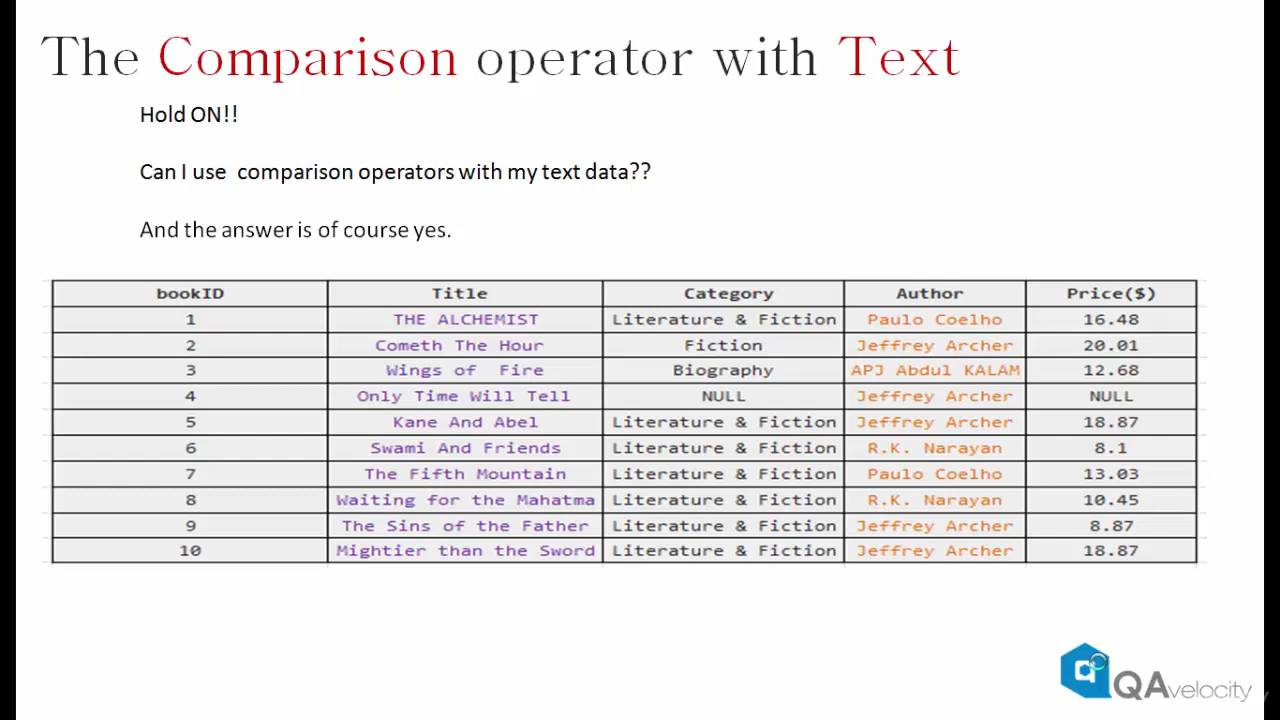 The Comparison operator with Text
Hold ON!!
Can I use comparison operators with my text data??
And the answer is of course yes.
bookID Title Category Author Price($)
1 THE ALCHEMIST Literature & Fiction Paulo Coelho 16.48
2 Cometh The Hour Fiction Jeffrey Archer 20.01
3 Wings of Fire Biography APJ Abdul KALAM 12.68
4 Only Time Will Tell NULL Jeffrey Archer NULL
5 Kane And Abel Literature & Fiction Jeffrey Archer 18.87
6 Swami And Friends Literature & Fiction R.K. Narayan 8.1
7 The Fifth Mountain Literature & Fiction Paulo Coelho 13.03
8 Waiting for the Mahatma Literature & Fiction R.K. Narayan 10.45
9 The Sins of the Father Literature & Fiction Jeffrey Archer 8.87
10 Mightier than the Sword Literature & Fiction Jeffrey Archer 18.87
QAvelocity